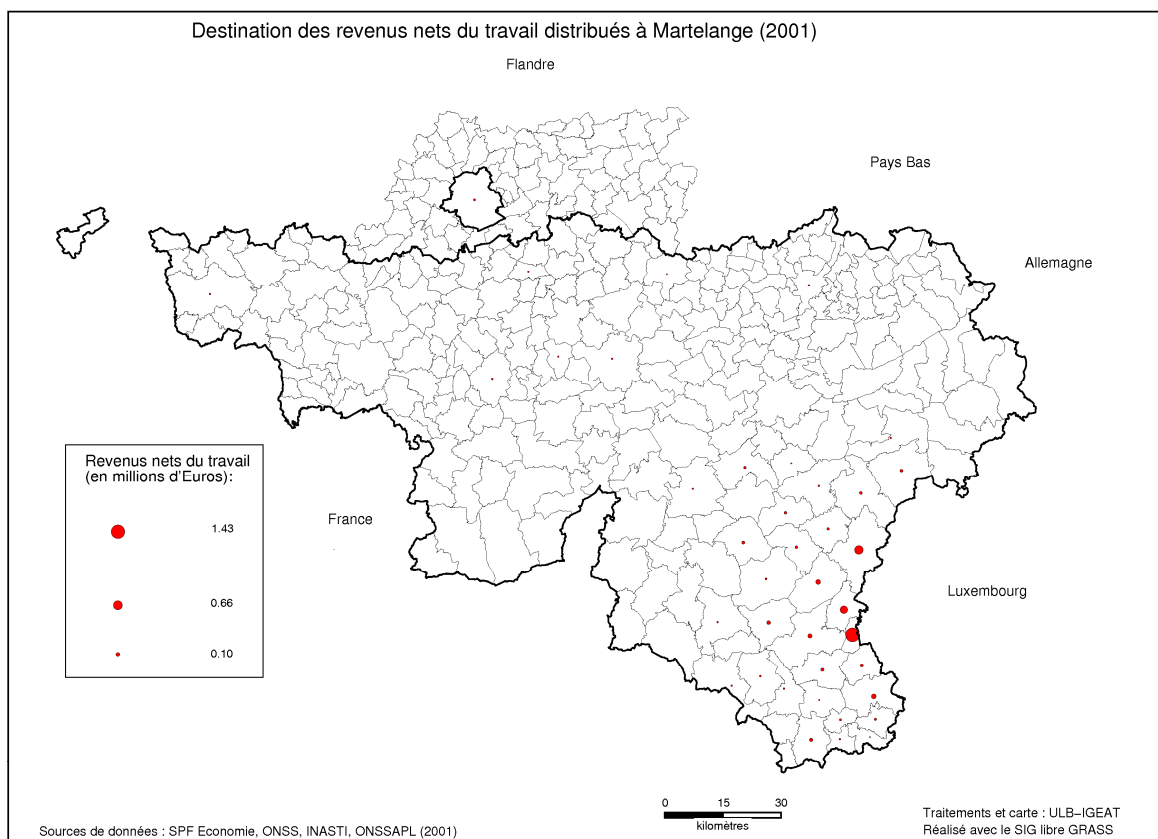 Destination des revenus nets du travail distribués à Martelange (2001)
Flandre
Pays Bas
Allemagne
Revenus nets du travail
(en millions d'Euros):
1.43
0.66
0.10
France
Luxembourg
0 15 30
kilomètres
Sources de données : SPF Economie, ONSS, INASTI, ONSSAPL (2001)
Traitements et carte : ULB-IGEAT
Réalisé avec le SIG libre GRASS